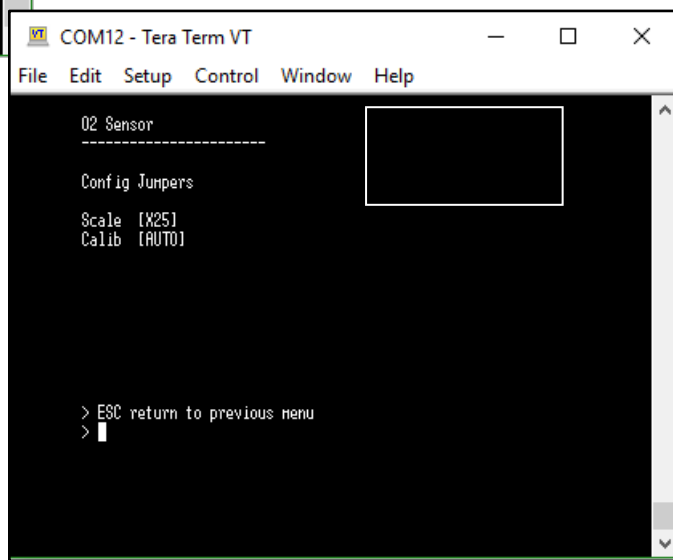 COM12 - Tera Term VT
File Edit Setup Control Window Help
O2 Sensor
-----------------------
Config Jumpers
Scale [X25]
Calib [AUTO]
> ESC return to previous menu
>